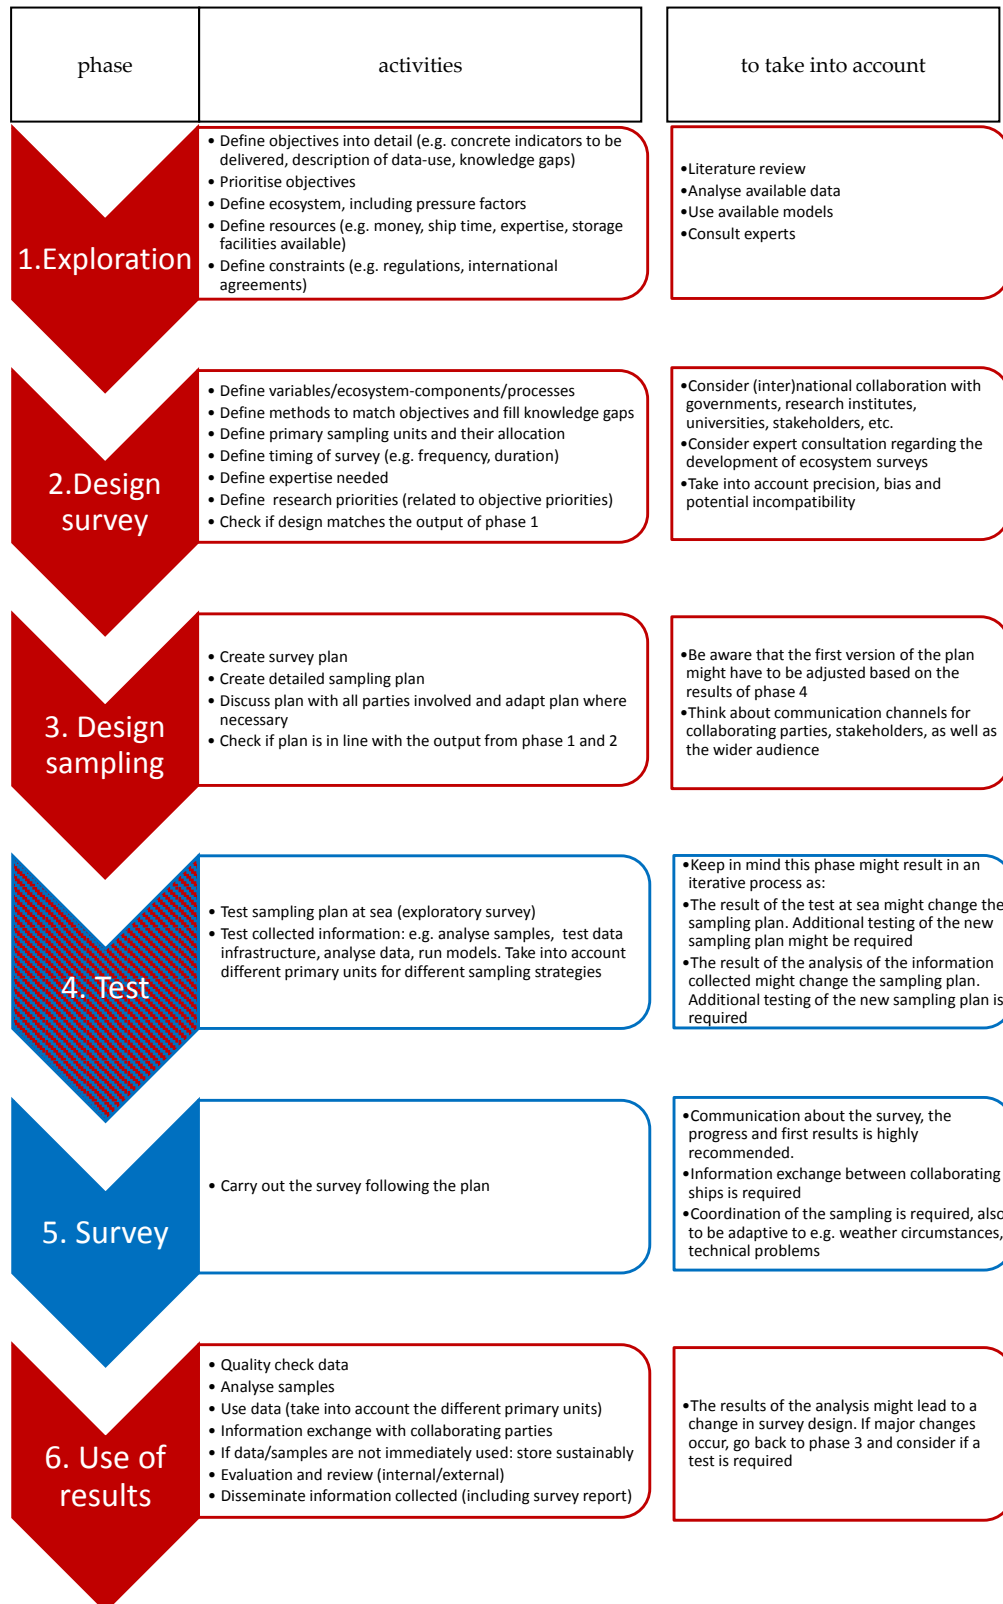 phase
activities
to take into account
1.Exploration
• Define objectives into detail (e.g. concrete indicators to be
delivered, description of data-use, knowledge gaps)
• Prioritise objectives
• Define ecosystem, including pressure factors
• Define resources (e.g. money, ship time, expertise, storage
facilities available)
• Define constraints (e.g. regulations, international
agreements)
•Literature review
•Analyse available data
•Use available models
•Consult experts
2.Design
survey
• Define variables/ecosystem-components/processes
• Define methods to match objectives and fill knowledge gaps
• Define primary sampling units and their allocation
• Define timing of survey (e.g. frequency, duration)
• Define expertise needed
• Define research priorities (related to objective priorities)
• Check if design matches the output of phase 1
•Consider (inter)national collaboration with
governments, research institutes,
universities, stakeholders, etc.
•Consider expert consultation regarding the
development of ecosystem surveys
•Take into account precision, bias and
potential incompatibility
3. Design
sampling
• Create survey plan
• Create detailed sampling plan
• Discuss plan with all parties involved and adapt plan where
necessary
• Check if plan is in line with the output from phase 1 and 2
•Be aware that the first version of the plan
might have to be adjusted based on the
results of phase 4
•Think about communication channels for
collaborating parties, stakeholders, as well as
the wider audience
4. Test
• Test sampling plan at sea (exploratory survey)
• Test collected information: e.g. analyse samples, test data
infrastructure, analyse data, run models. Take into account
different primary units for different sampling strategies
•Keep in mind this phase might result in an
iterative process as:
•The result of the test at sea might change the
sampling plan. Additional testing of the new
sampling plan might be required
•The result of the analysis of the information
collected might change the sampling plan.
Additional testing of the new sampling plan is
required
5. Survey
• Carry out the survey following the plan
•Communication about the survey, the
progress and first results is highly
recommended.
•Information exchange between collaborating
ships is required
•Coordination of the sampling is required, also
to be adaptive to e.g. weather circumstances,
technical problems
6. Use of
results
• Quality check data
• Analyse samples
• Use data (take into account the different primary units)
• Information exchange with collaborating parties
• If data/samples are not immediately used: store sustainably
• Evaluation and review (internal/external)
• Disseminate information collected (including survey report)
•The results of the analysis might lead to a
change in survey design. If major changes
occur, go back to phase 3 and consider if a
test is required